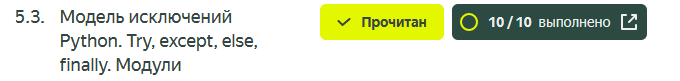 5.3. Модель исключений
Python. Try, except, else,
finally. Модули
Прочитан
10 / 10 выполнено